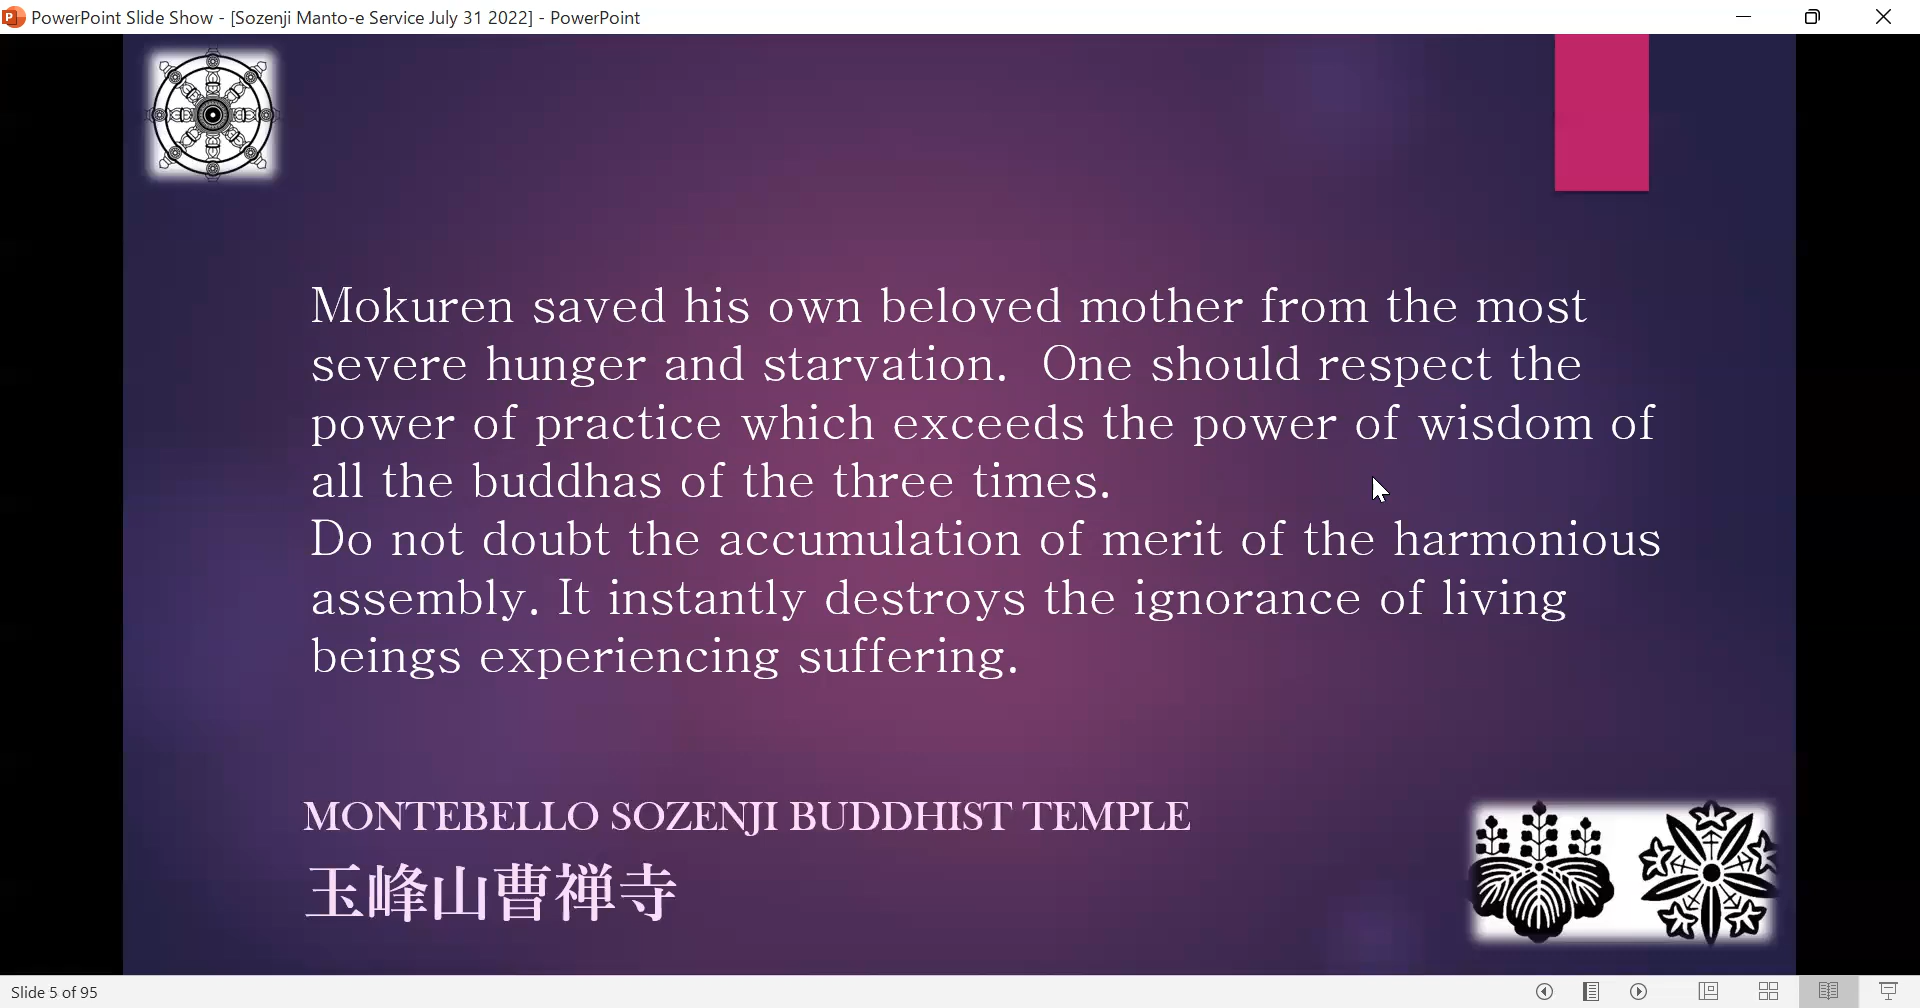 PowerPoint Slide Show - [Sozenji Manto-e Service July 31 2022] - PowerPoint
Mokuren saved his own beloved mother from the most
severe hunger and starvation. One should respect the
power of practice which exceeds the power of wisdom of
all the buddhas of the three times.
Do not doubt the accumulation of merit of the harmonious
assembly. It instantly destroys the ignorance of living
beings experiencing suffering.
MONTEBELLO SOZENJI BUDDHIST TEMPLE
玉峰山曹禅寺
Slide 5 of 95